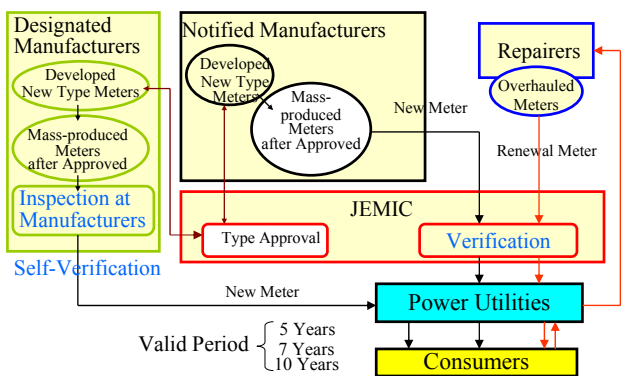 Designated
Manufacturers
Developed
New Type Meters
Mass-produced
Meters
after Approved
Inspection at
Manufacturers
Self-Verification
Notified Manufacturers
Developed
New Type
Meters
Mass-
produced
Meters
after Approved
New Meter
Repairers
Overhauled
Meters
Renewal Meter
JEMIC
Type Approval
Verification
New Meter
Power Utilities
Valid Period
5 Years
7 Years
10 Years
Consumers